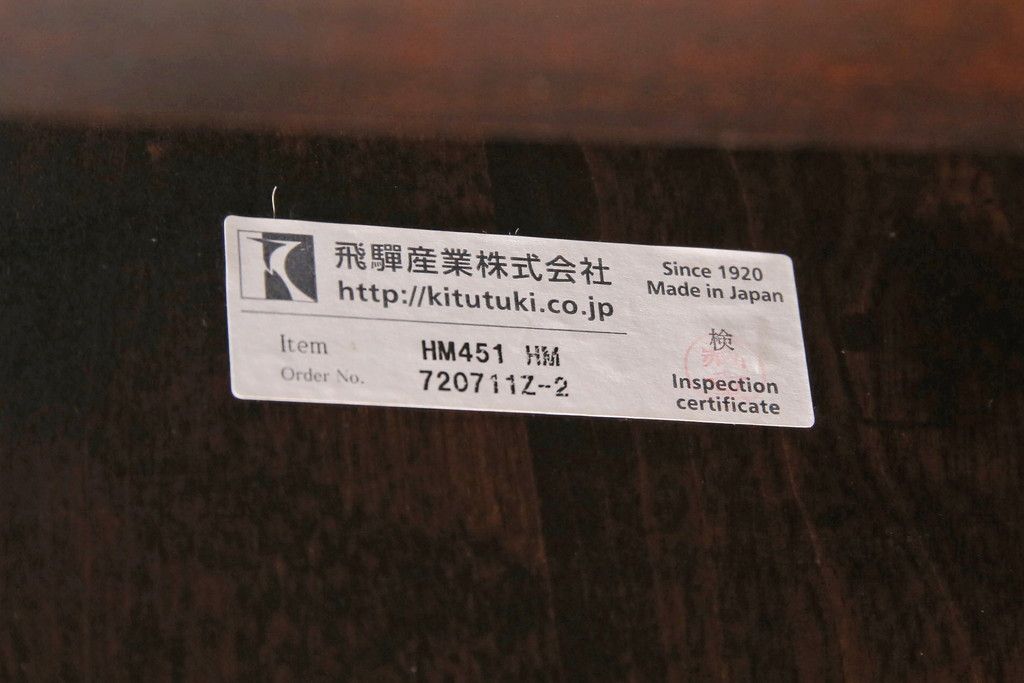 飛驒産業株式会社
http://kitutuki.co.jp
Since 1920
Made in Japan
Item HM451 HM
Order No. 720711Z-2
検
Inspection
certificate